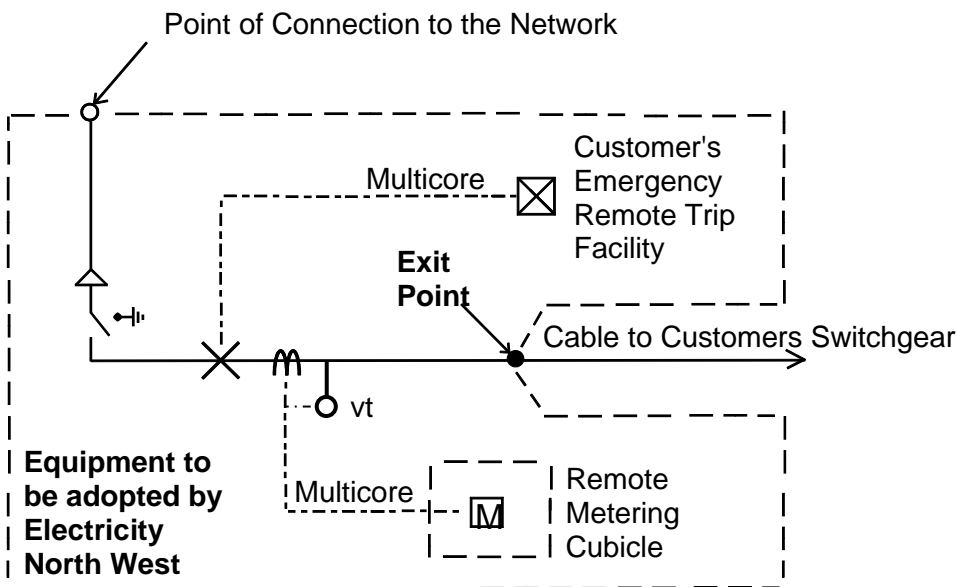 Point of Connection to the Network
Multicore
Customer's
Emergency
Remote Trip
Facility
Exit
Point
Cable to Customers Switchgear
vt
Equipment to
be adopted by
Electricity
North West
Multicore
M
Remote
Metering
Cubicle